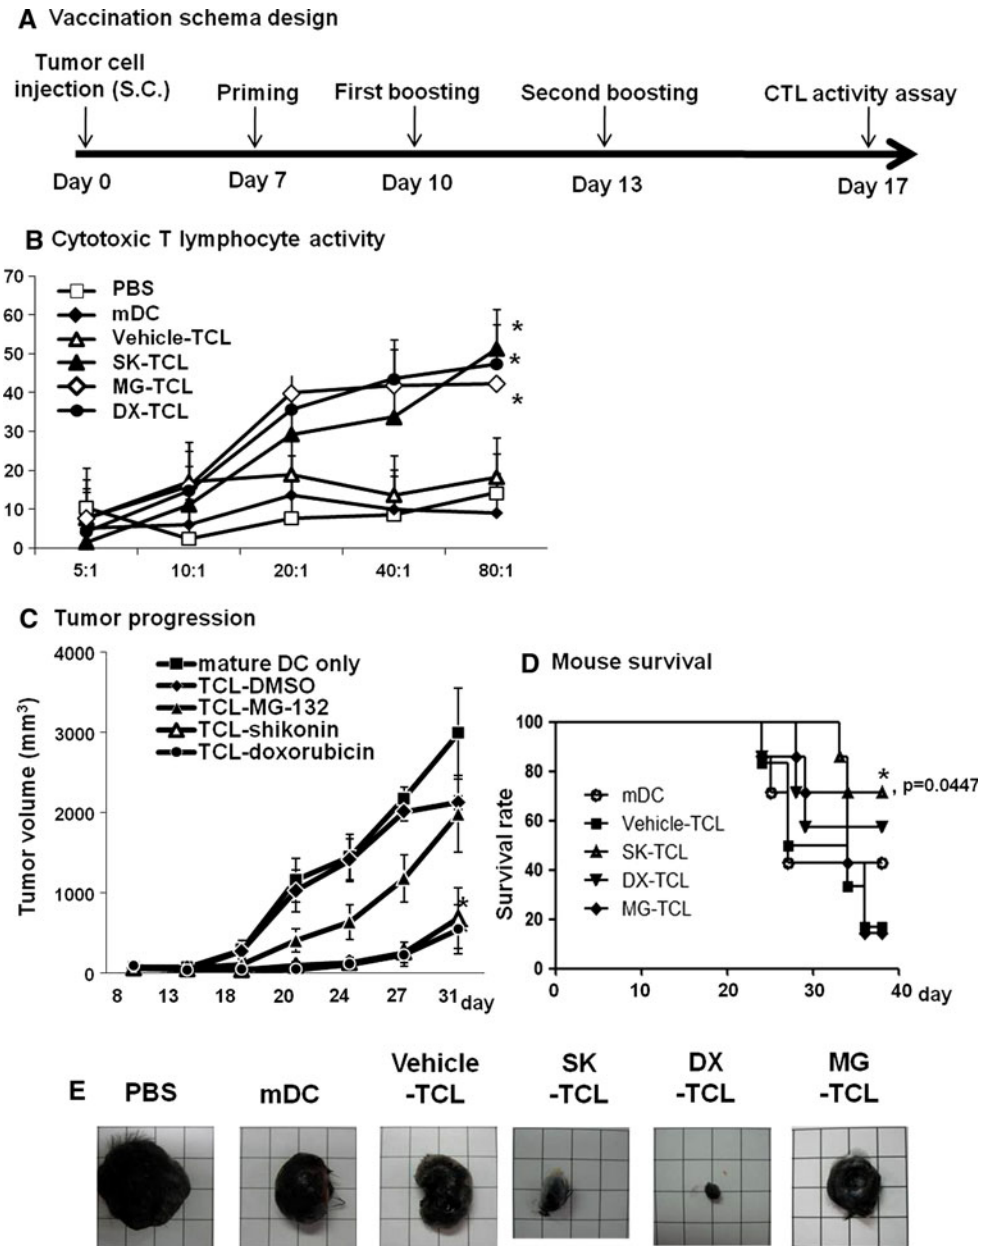 A Vaccination schema design
Tumor cell
injection (S.C.)
Priming
First boosting
Second boosting
CTL activity assay
Day 0
Day 7
Day 10
Day 13
Day 17
B Cytotoxic T lymphocyte activity
70
60
50
40
30
20
10
0
PBS
mDC
Vehicle-TCL
SK-TCL
MG-TCL
DX-TCL
*
*
*
5:1 10:1 20:1 40:1 80:1
C Tumor progression
Tumor volume (mm³)
4000
3000
2000
1000
0
mature DC only
TCL-DMSO
TCL-MG-132
TCL-shikonin
TCL-doxorubicin
*
8 13 18 20 24 27 31 day
D Mouse survival
Survival rate
100
80
60
40
20
0
mDC
Vehicle-TCL
SK-TCL
DX-TCL
MG-TCL
*, p=0.0447
0 10 20 30 40 day
E PBS
mDC
Vehicle
-TCL
SK
-TCL
DX
-TCL
MG
-TCL